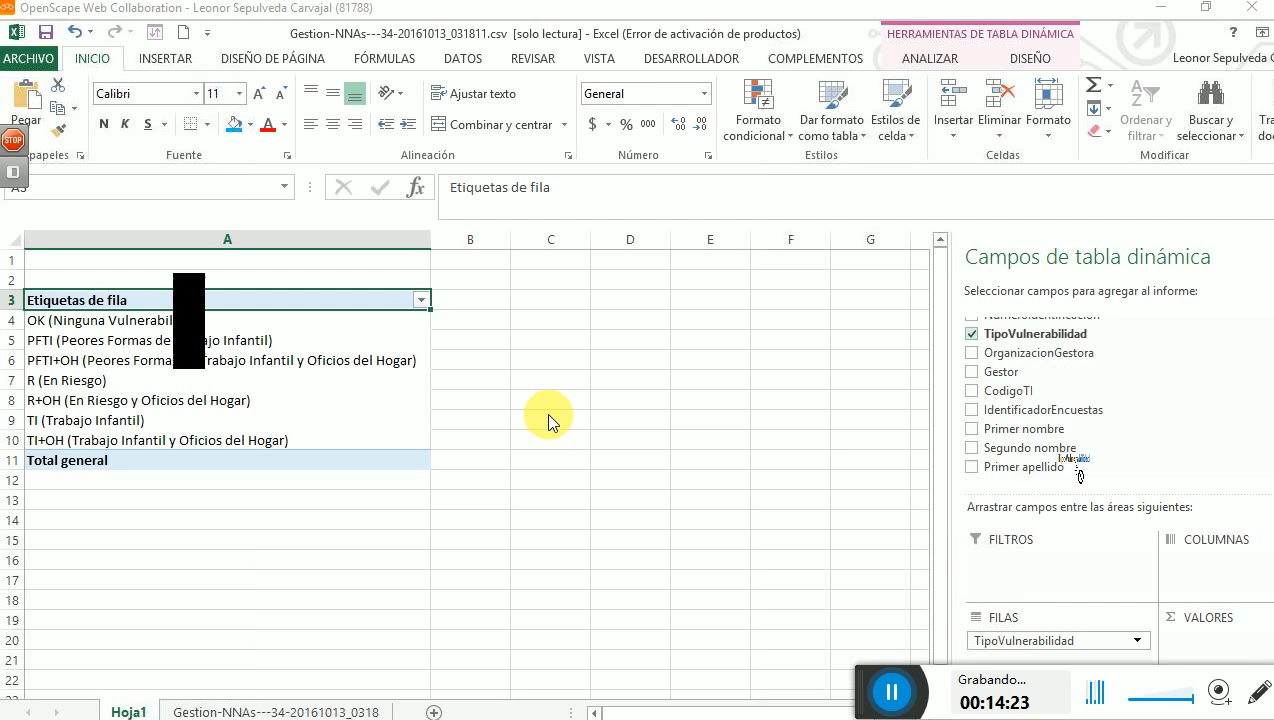 OpenScape Web Collaboration - Leonor Sepulveda Carvajal (81788)
Gestion-NNAs---34-20161013_031811.csv [solo lectura] - Excel (Error de activación de productos)
HERRAMIENTAS DE TABLA DINÁMICA
ARCHIVO INICIO INSERTAR DISEÑO DE PÁGINA FÓRMULAS DATOS REVISAR VISTA DESARROLLADOR COMPLEMENTOS ANALIZAR DISEÑO Leonor Sepulveda
Pegar
Calibri 11
N K S
Ajustar texto
Combinar y centrar
General
$ % 000
Formato condicional
Dar formato como tabla
Estilos de celda
Insertar Eliminar Formato
Ordenar y filtrar
Buscar y seleccionar
STOP
papeles Fuente Alineación Número Estilos Celdas Modificar
fx Etiquetas de fila
A B C D E F G
1
2
3 Etiquetas de fila
4 OK (Ninguna
5 PFTI (Peores Formas de Infantil)
6 PFTI+OH (Peores Trabajo Infantil y Oficios del Hogar)
7 R (En Riesgo)
8 R+OH (En Riesgo y Oficios del Hogar)
9 TI (Trabajo Infantil)
10 TI+OH (Trabajo Infantil y Oficios del Hogar)
11 Total general
12
13
14
15
16
17
18
19
20
21
22
Campos de tabla dinámica
Seleccionar campos para agregar al informe:
TipoVulnerabilidad
OrganizacionGestora
Gestor
CodigoTI
IdentificadorEncuestas
Primer nombre
Segundo nombre
Primer apellido
Arrastrar campos entre las áreas siguientes:
FILTROS COLUMNAS
FILAS Σ VALORES
TipoVulnerabilidad
Hoja1 Gestion-NNAs---34-20161013_0318
Grabando...
00:14:23